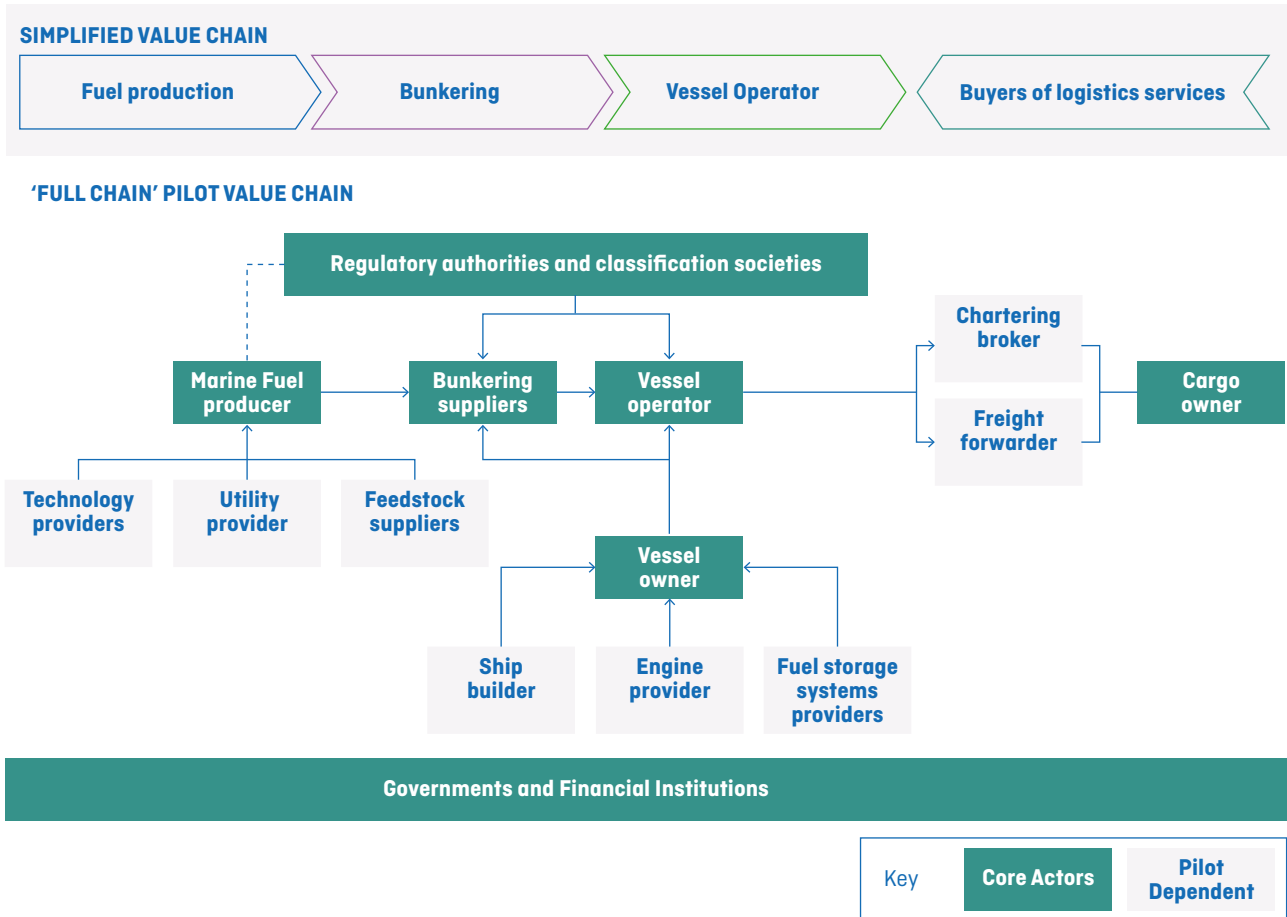 SIMPLIFIED VALUE CHAIN
Fuel production
Bunkering
Vessel Operator
Buyers of logistics services
‘FULL CHAIN’ PILOT VALUE CHAIN
Regulatory authorities and classification societies
Marine Fuel
producer
Bunkering
suppliers
Vessel
operator
Chartering
broker
Freight
forwarder
Cargo
owner
Technology
providers
Utility
provider
Feedstock
suppliers
Vessel
owner
Ship
builder
Engine
provider
Fuel storage
systems
providers
Governments and Financial Institutions
Key
Core Actors
Pilot
Dependent